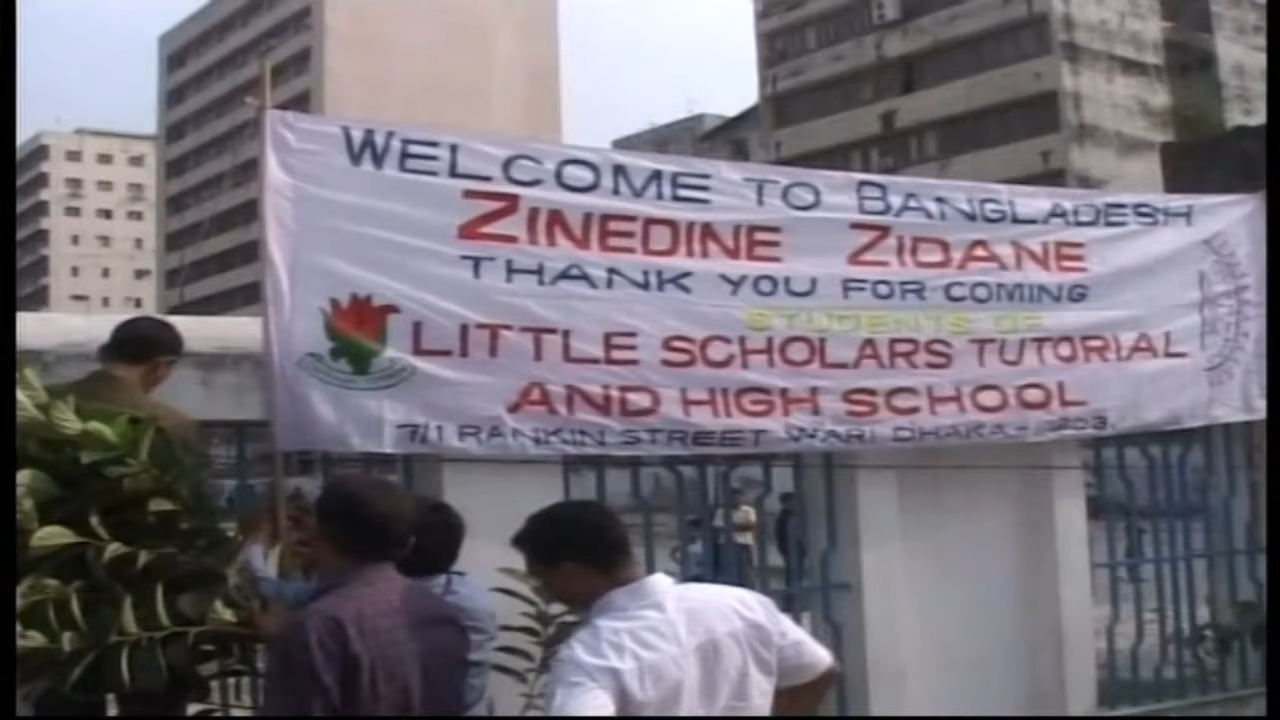 WELCOME TO BANGLADESH
ZINEDINE ZIDANE
THANK YOU FOR COMING
STUDENTS OF
LITTLE SCHOLARS TUTORIAL
AND HIGH SCHOOL
7/1 RANKIN STREET WARI DHAKA - 1203.